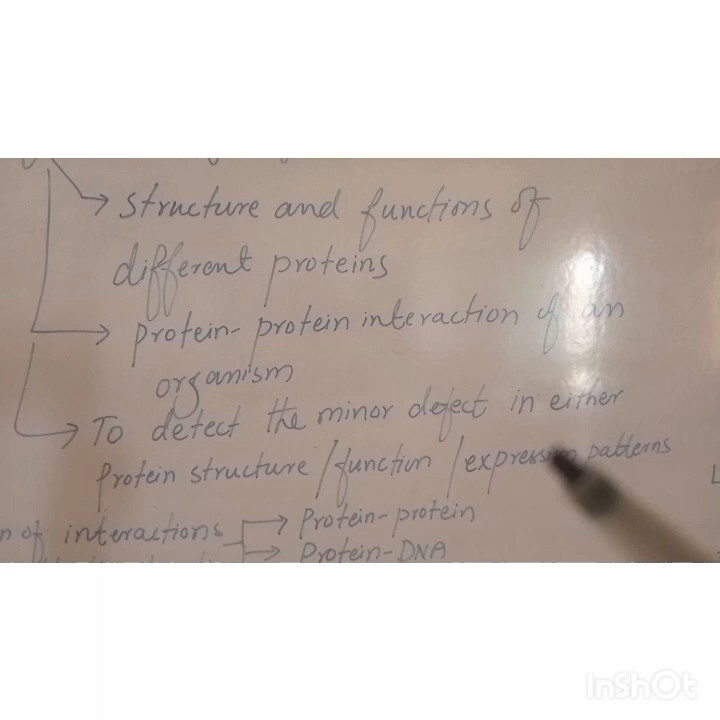 → structure and functions of
different proteins
→ protein-protein interaction of an
organism
→ To detect the minor defect in either
Protein structure/function/expression patterns
of interactions → Protein-protein
→ Protein-DNA
InShOt